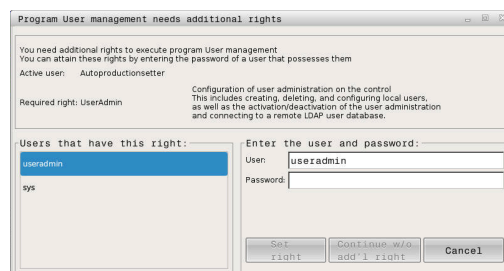 Program User management needs additional rights
You need additional rights to execute program User management
You can attain these rights by entering the password of a user that possesses them
Active user: Autoproductionsetter
Required right: UserAdmin
Configuration of user administration on the control
This includes creating, deleting, and configuring local users,
as well as the activation/deactivation of the user administration
and connecting to a remote LDAP user database.
Users that have this right:
useradmin
sys
Enter the user and password:
User: useradmin
Password:
Set right
Continue w/o add'l right
Cancel